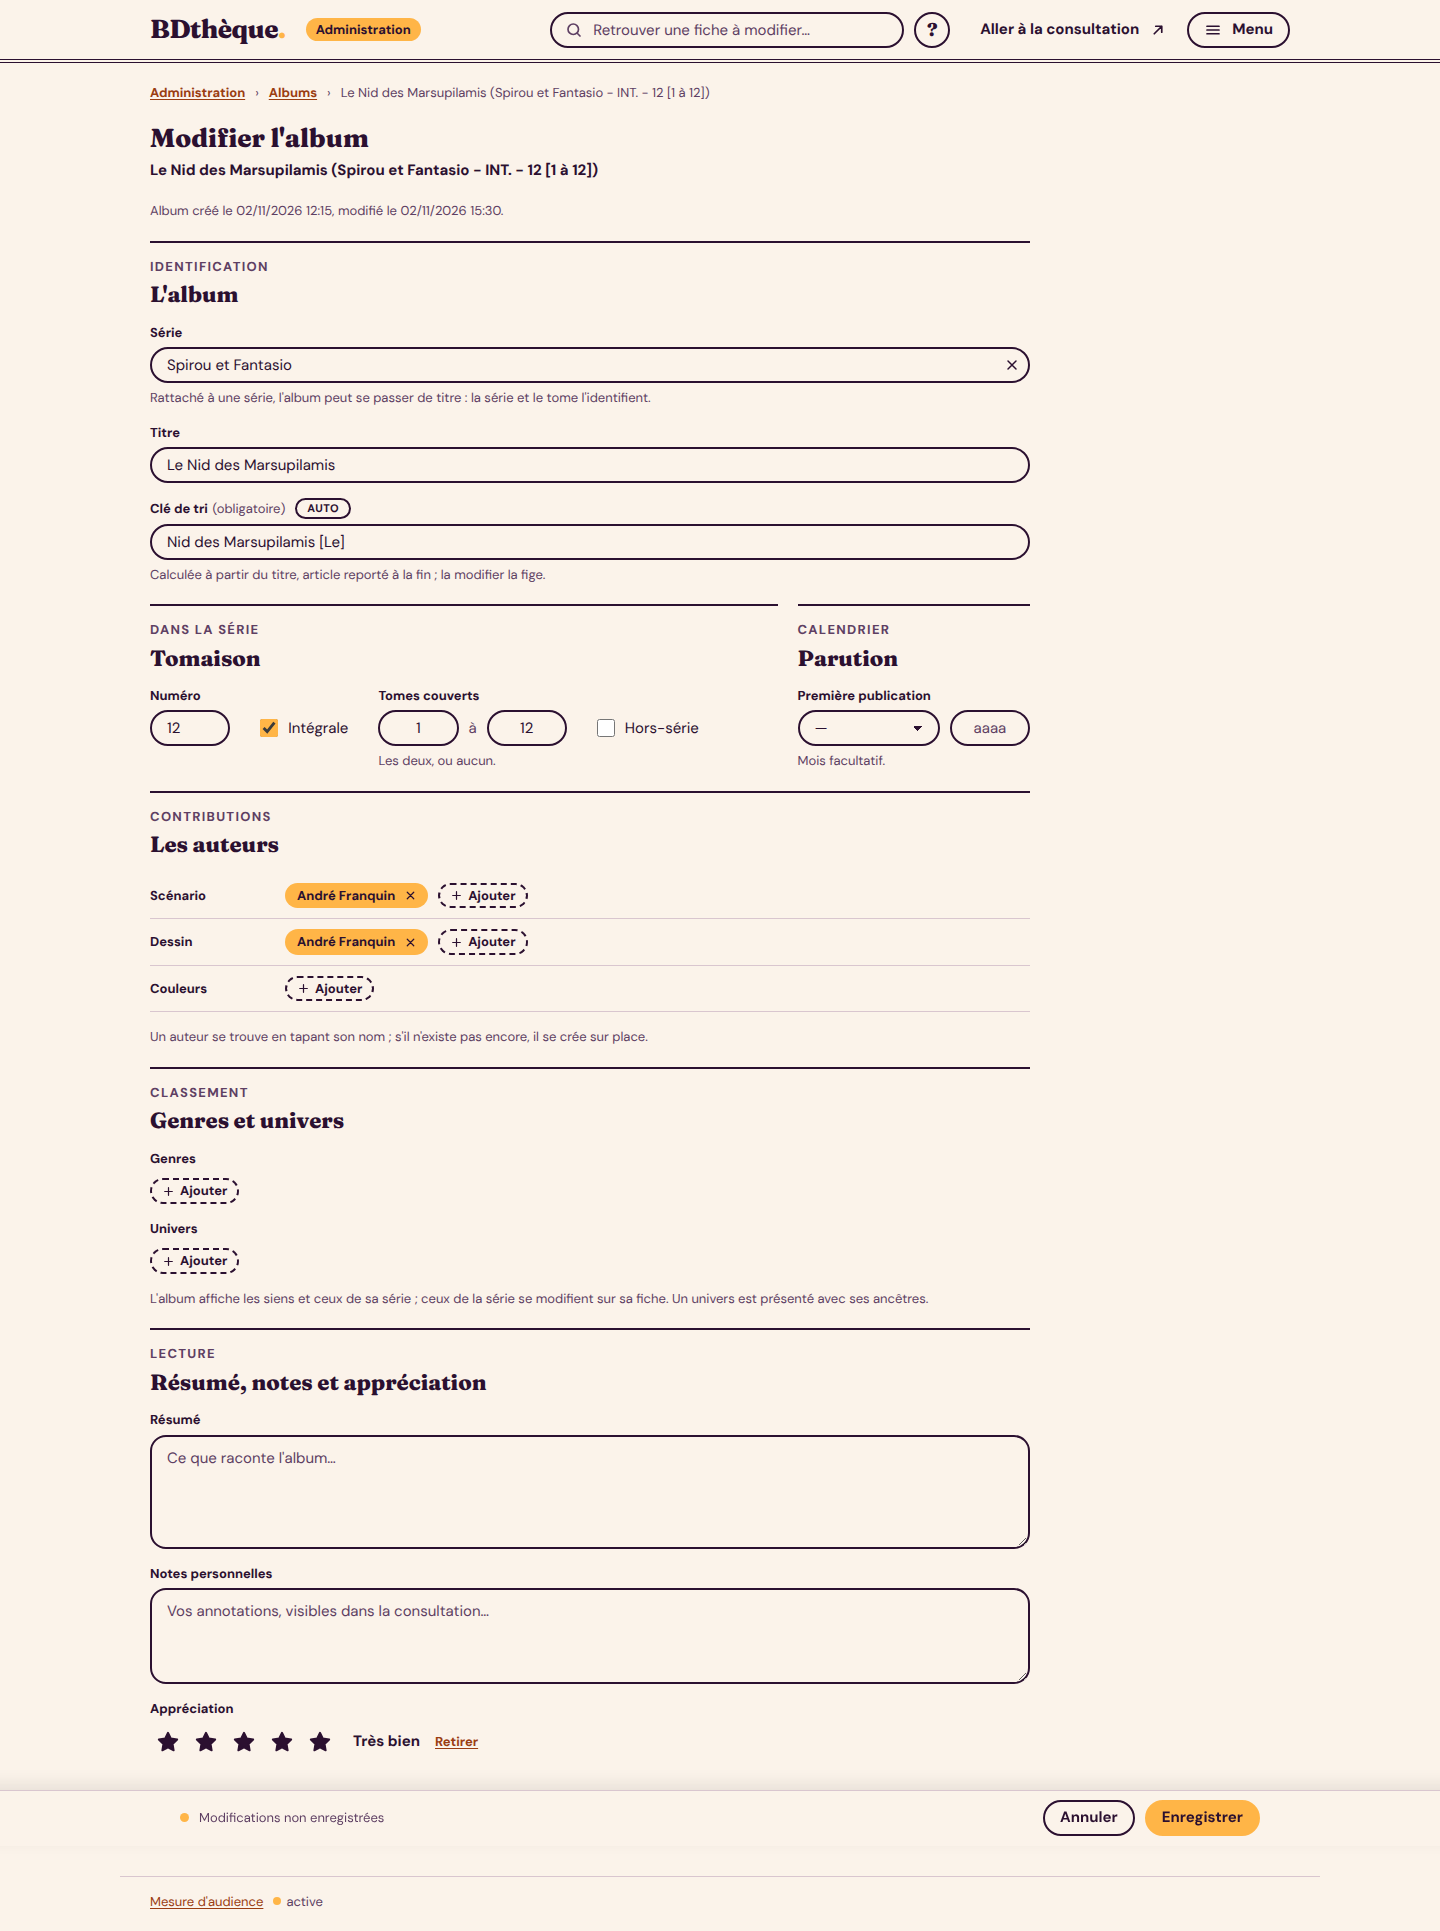 BDthèque. Administration Retrouver une fiche à modifier... ? Aller à la consultation Menu
Administration › Albums › Le Nid des Marsupilamis (Spirou et Fantasio - INT. - 12 [1 à 12])
Modifier l'album
Le Nid des Marsupilamis (Spirou et Fantasio - INT. - 12 [1 à 12])
Album créé le 02/11/2026 12:15, modifié le 02/11/2026 15:30.
IDENTIFICATION
L'album
Série
Spirou et Fantasio
Rattaché à une série, l'album peut se passer de titre : la série et le tome l'identifient.
Titre
Le Nid des Marsupilamis
Clé de tri (obligatoire) AUTO
Nid des Marsupilamis [Le]
Calculée à partir du titre, article reporté à la fin ; la modifier la fige.
DANS LA SÉRIE
Tomaison
Numéro Tomes couverts
12 Intégrale 1 à 12 Hors-série
Les deux, ou aucun.
CALENDRIER
Parution
Première publication
— aaaa
Mois facultatif.
CONTRIBUTIONS
Les auteurs
Scénario André Franquin × + Ajouter
Dessin André Franquin × + Ajouter
Couleurs + Ajouter
Un auteur se trouve en tapant son nom ; s'il n'existe pas encore, il se crée sur place.
CLASSEMENT
Genres et univers
Genres
+ Ajouter
Univers
+ Ajouter
L'album affiche les siens et ceux de sa série ; ceux de la série se modifient sur sa fiche. Un univers est présenté avec ses ancêtres.
LECTURE
Résumé, notes et appréciation
Résumé
Ce que raconte l'album...
Notes personnelles
Vos annotations, visibles dans la consultation...
Appréciation
Très bien Retirer
Modifications non enregistrées Annuler Enregistrer
Mesure d'audience active